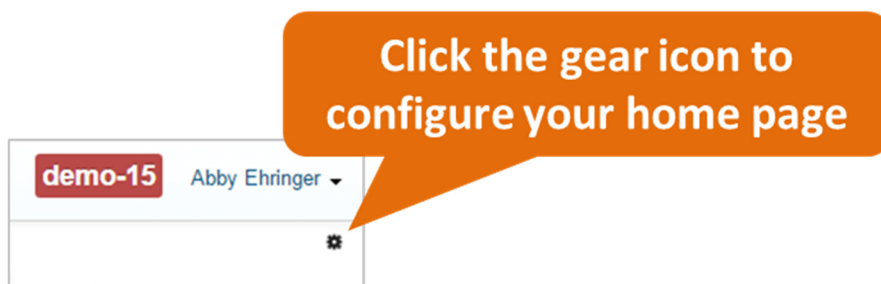 Click the gear icon to
configure your home page
demo-15 Abby Ehringer